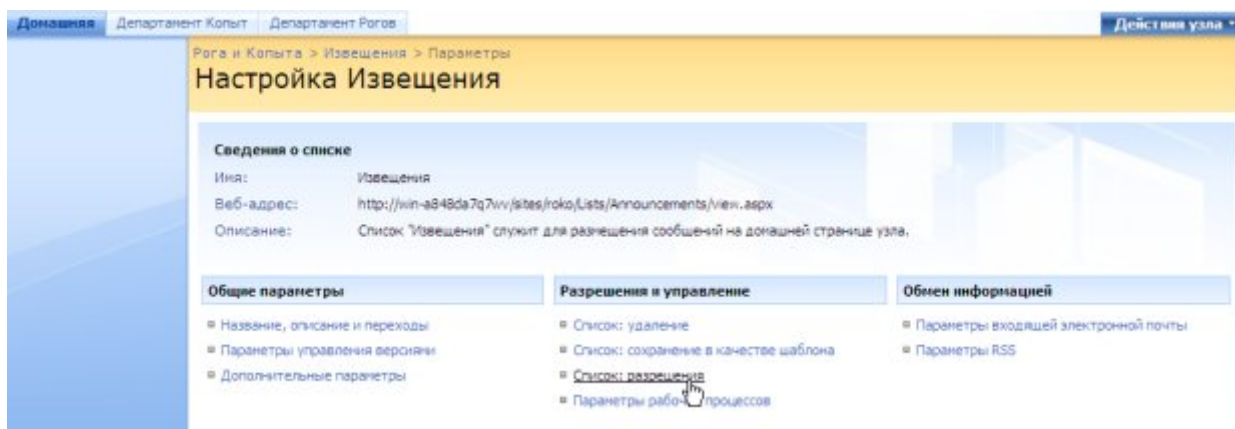 Домашняя Департамент Копыт Департамент Рогов Действия узла
Рога и Копыта > Извещения > Параметры
Настройка Извещения
Сведения о списке
Имя: Извещения
Веб-адрес: http://win-a848da7q7wv/sites/roko/Lists/Announcements/view.aspx
Описание: Список "Извещения" служит для размещения сообщений на домашней странице узла.
Общие параметры Разрешения и управление Обмен информацией
Название, описание и переходы Список: удаление Параметры входящей электронной почты
Параметры управления версиями Список: сохранение в качестве шаблона Параметры RSS
Дополнительные параметры Список: разрешения
Параметры рабочих процессов